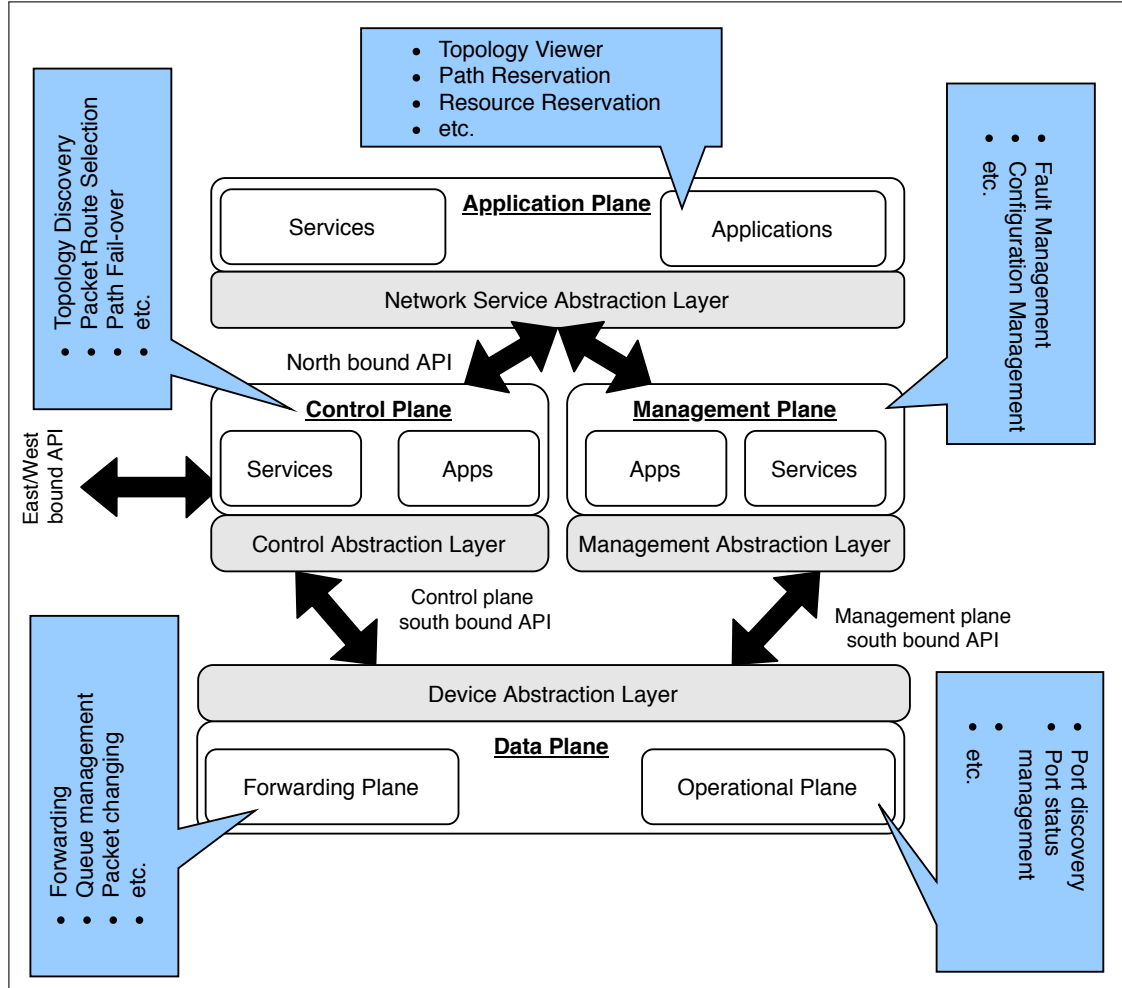 • Topology Viewer
• Path Reservation
• Resource Reservation
• etc.
• Topology Discovery
• Packet Route Selection
• Path Fail-over
• etc.
• Fault Management
• Configuration Management
• etc.
Application Plane
Services
Applications
Network Service Abstraction Layer
North bound API
Control Plane
Services
Apps
Control Abstraction Layer
Management Plane
Apps
Services
Management Abstraction Layer
East/West
bound API
Control plane
south bound API
Management plane
south bound API
Device Abstraction Layer
Data Plane
Forwarding Plane
Operational Plane
• Forwarding
• Queue management
• Packet changing
• etc.
• Port discovery
• Port status
management
• etc.